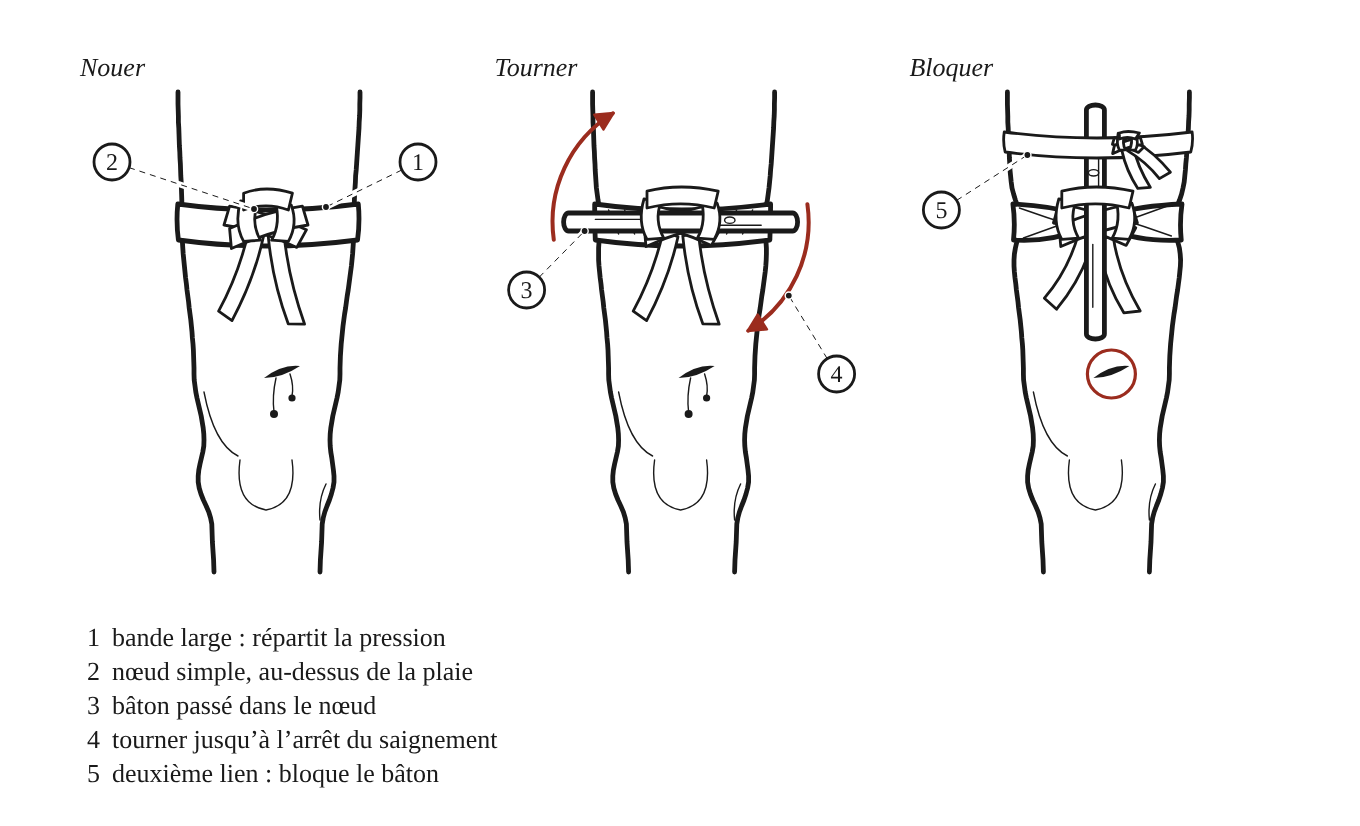 Nouer
Tourner
Bloquer
2
1
3
4
5
1 bande large : répartit la pression
2 nœud simple, au-dessus de la plaie
3 bâton passé dans le nœud
4 tourner jusqu’à l’arrêt du saignement
5 deuxième lien : bloque le bâton